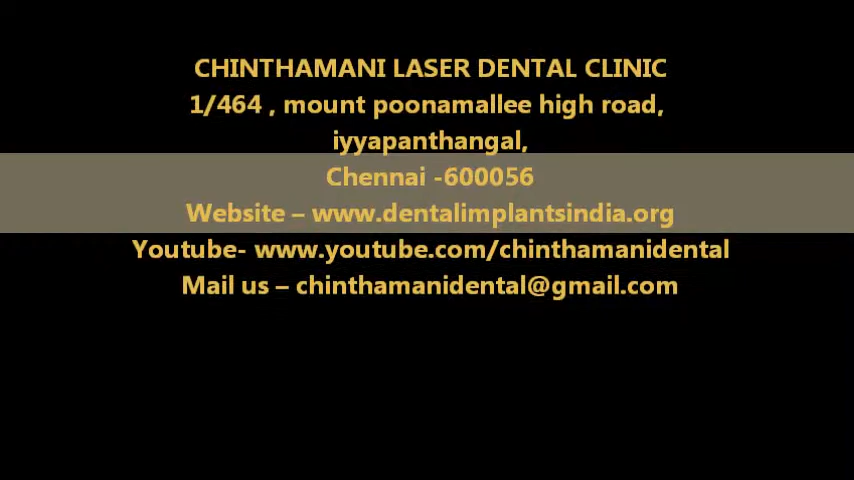 CHINTHAMANI LASER DENTAL CLINIC
1/464 , mount poonamallee high road,
iyyapanthangal,
Chennai -600056
Website – www.dentalimplantsindia.org
Youtube- www.youtube.com/chinthamanidental
Mail us – chinthamanidental@gmail.com